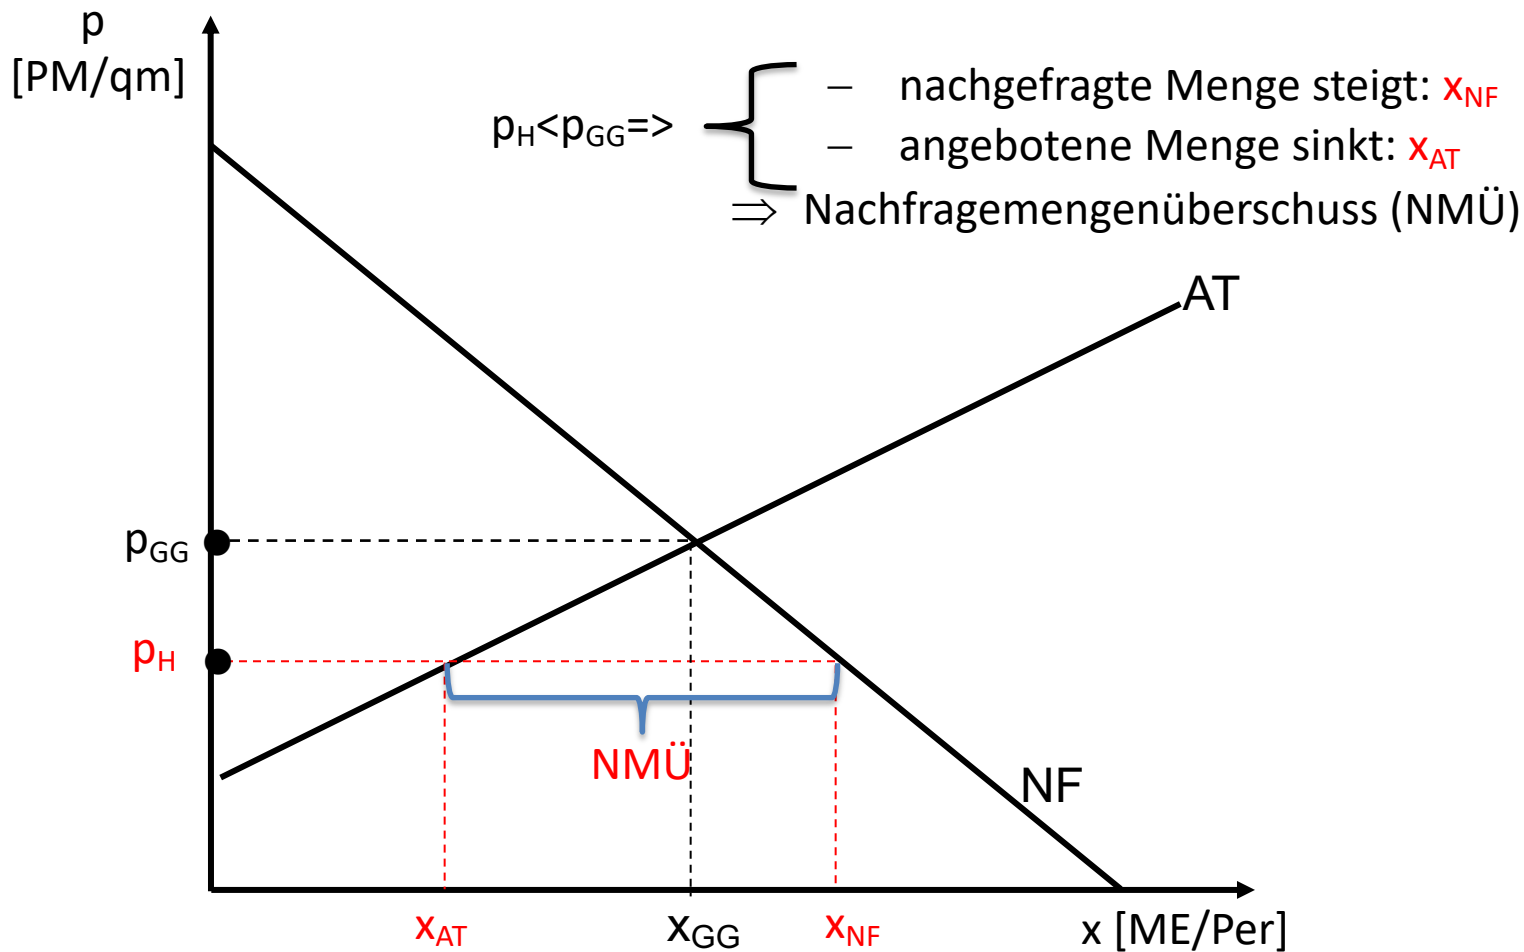 p
[PM/qm]
– nachgefragte Menge steigt: xNF
pH<pGG=>
– angebotene Menge sinkt: xAT
⇒ Nachfragemengenüberschuss (NMÜ)
AT
pGG
pH
NMÜ
NF
xAT
xGG
xNF
x [ME/Per]